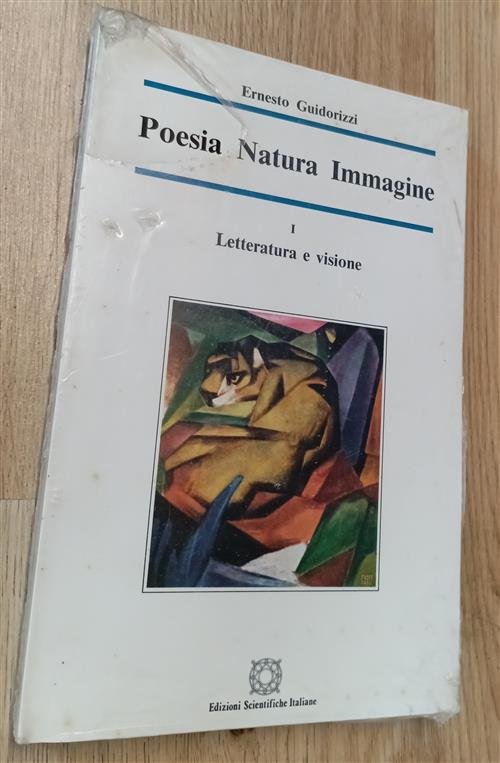 Ernesto Guidorizzi
Poesia Natura Immagine
I
Letteratura e visione
Edizioni Scientifiche Italiane